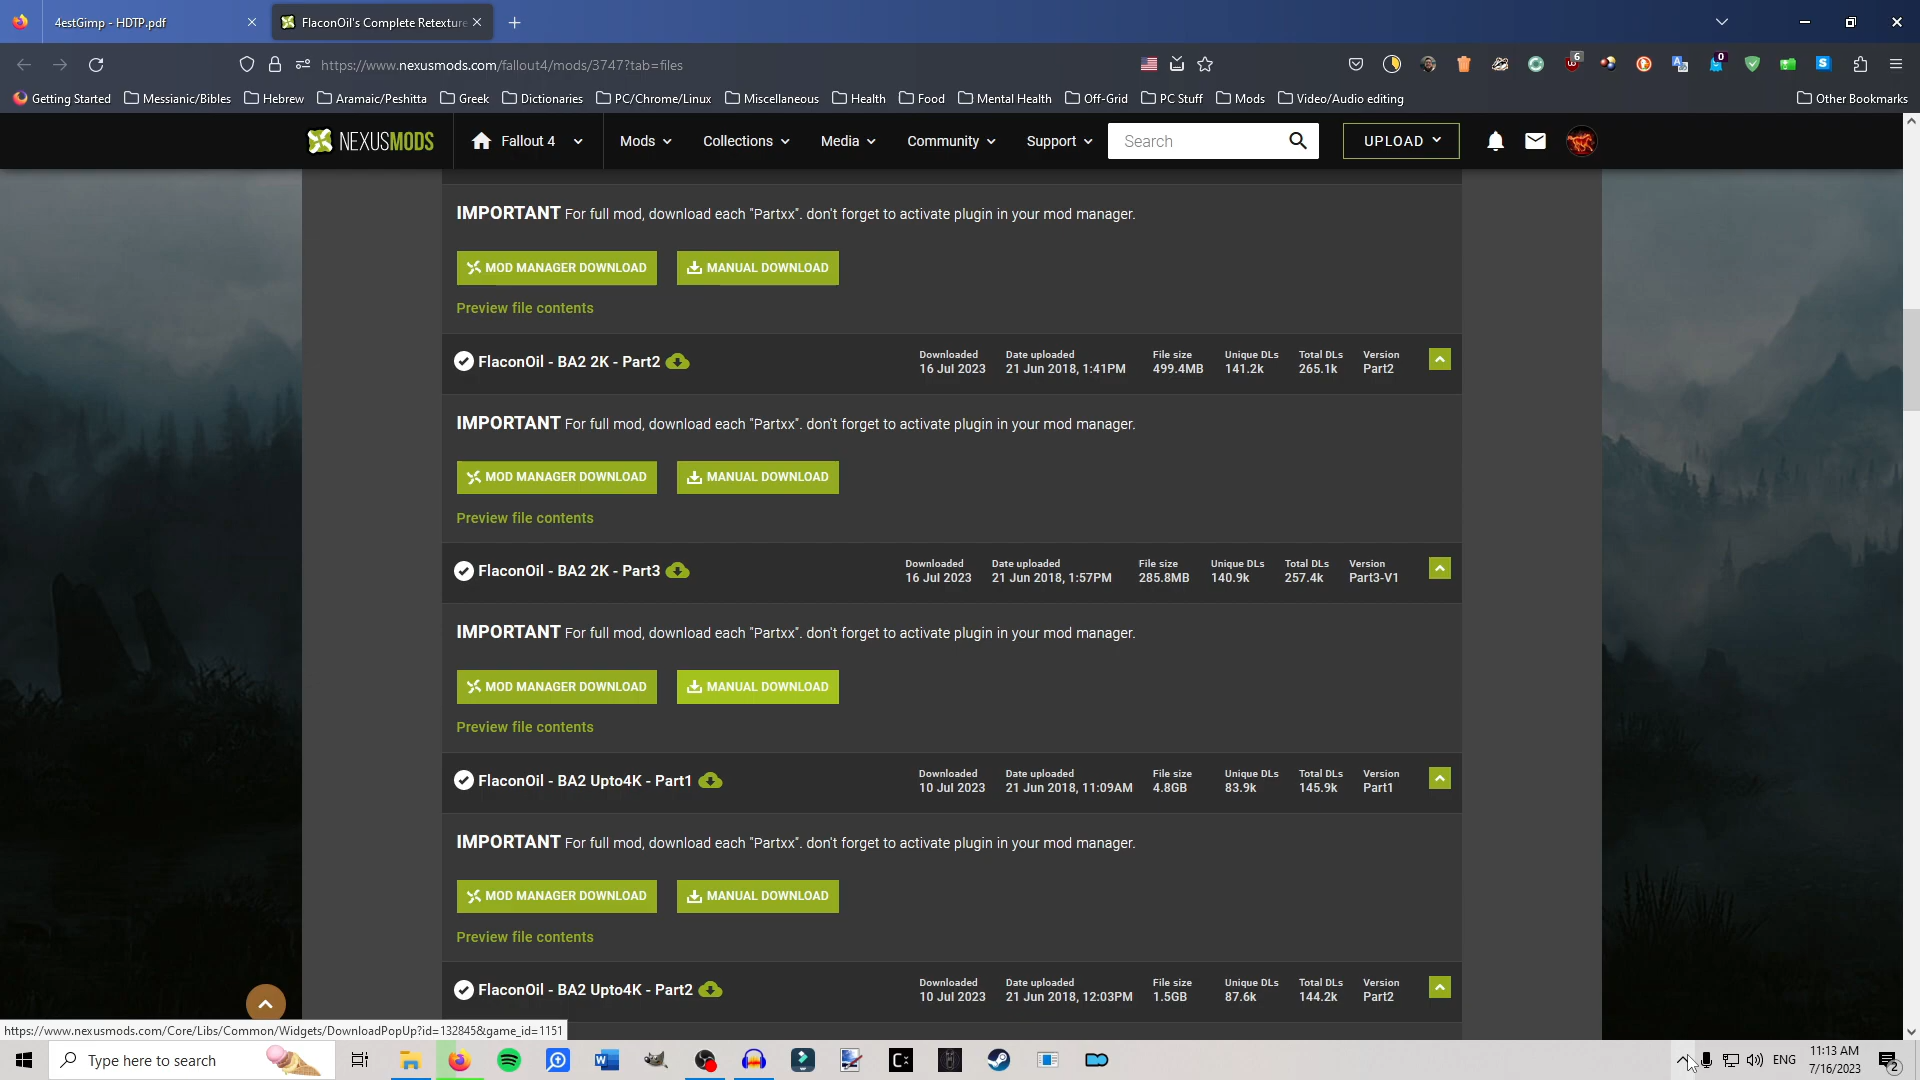 4estGimp - HDTP.pdf
FlaconOil's Complete Retexture
https://www.nexusmods.com/fallout4/mods/3747?tab=files
6
0
Getting Started
Messianic/Bibles
Hebrew
Aramaic/Peshitta
Greek
Dictionaries
PC/Chrome/Linux
Miscellaneous
Health
Food
Mental Health
Off-Grid
PC Stuff
Mods
Video/Audio editing
Other Bookmarks
NEXUSMODS
Fallout 4
Mods
Collections
Media
Community
Support
Search
UPLOAD
IMPORTANT For full mod, download each "Partxx". don't forget to activate plugin in your mod manager.
MOD MANAGER DOWNLOAD
MANUAL DOWNLOAD
Preview file contents
FlaconOil - BA2 2K - Part2
Downloaded
16 Jul 2023
Date uploaded
21 Jun 2018, 1:41PM
File size
499.4MB
Unique DLs
141.2k
Total DLs
265.1k
Version
Part2
IMPORTANT For full mod, download each "Partxx". don't forget to activate plugin in your mod manager.
MOD MANAGER DOWNLOAD
MANUAL DOWNLOAD
Preview file contents
FlaconOil - BA2 2K - Part3
Downloaded
16 Jul 2023
Date uploaded
21 Jun 2018, 1:57PM
File size
285.8MB
Unique DLs
140.9k
Total DLs
257.4k
Version
Part3-V1
IMPORTANT For full mod, download each "Partxx". don't forget to activate plugin in your mod manager.
MOD MANAGER DOWNLOAD
MANUAL DOWNLOAD
Preview file contents
FlaconOil - BA2 Upto4K - Part1
Downloaded
10 Jul 2023
Date uploaded
21 Jun 2018, 11:09AM
File size
4.8GB
Unique DLs
83.9k
Total DLs
145.9k
Version
Part1
IMPORTANT For full mod, download each "Partxx". don't forget to activate plugin in your mod manager.
MOD MANAGER DOWNLOAD
MANUAL DOWNLOAD
Preview file contents
FlaconOil - BA2 Upto4K - Part2
Downloaded
10 Jul 2023
Date uploaded
21 Jun 2018, 12:03PM
File size
1.5GB
Unique DLs
87.6k
Total DLs
144.2k
Version
Part2
https://www.nexusmods.com/Core/Libs/Common/Widgets/DownloadPopUp?id=132845&game_id=1151
Type here to search
ENG
11:13 AM
7/16/2023
2